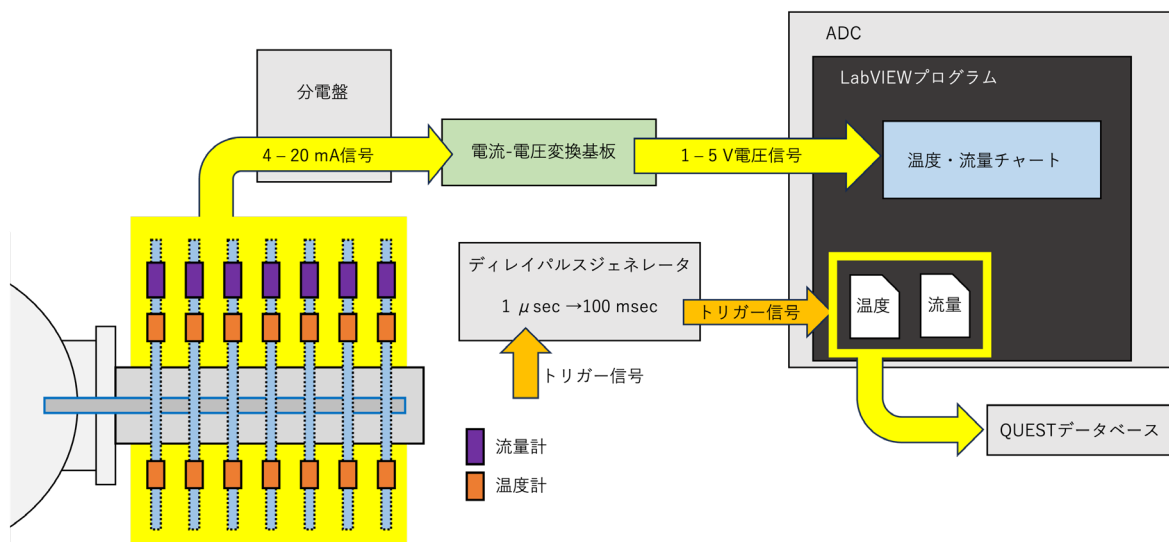 ADC
LabVIEWプログラム
分電盤
4 – 20 mA信号
電流-電圧変換基板
1 – 5 V電圧信号
温度・流量チャート
ディレイパルスジェネレータ
1 μsec →100 msec
トリガー信号
温度
流量
トリガー信号
流量計
温度計
QUESTデータベース